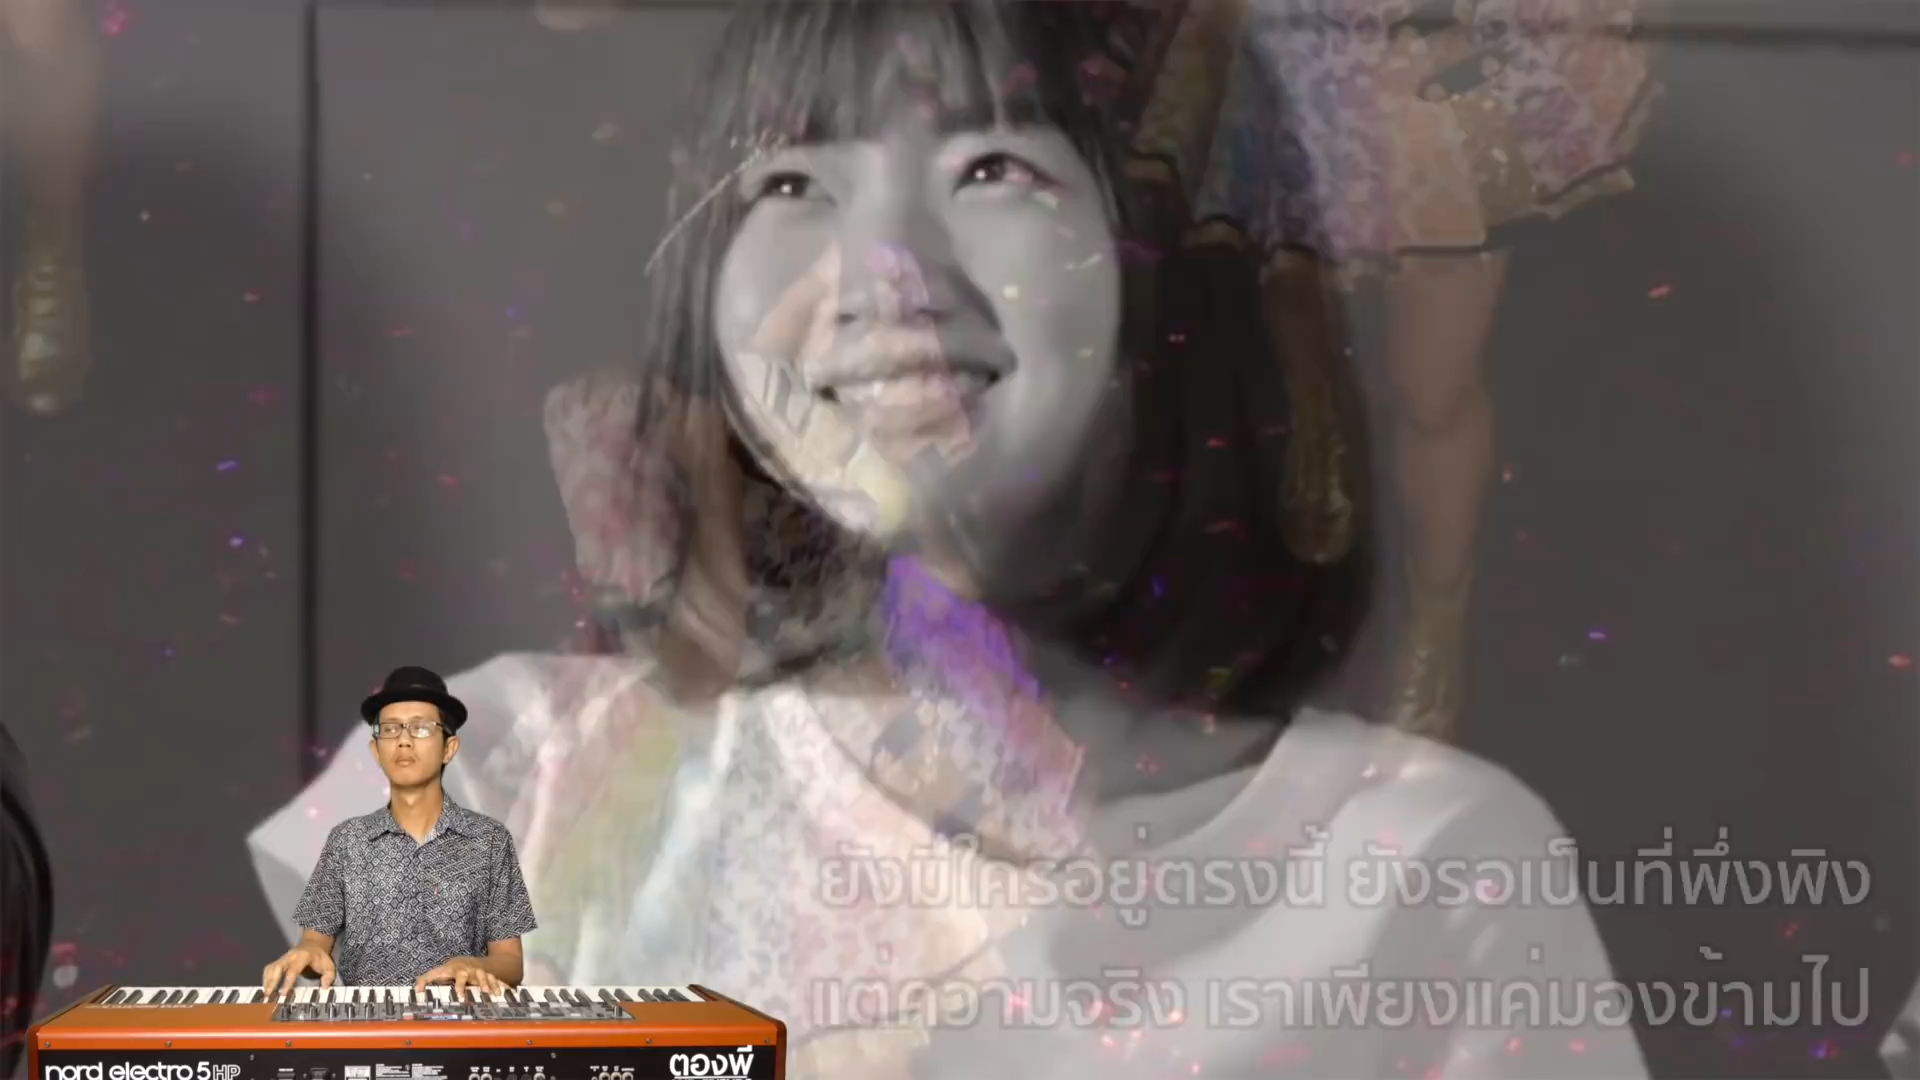 ยังมีใครอยู่ตรงนี้ ยังรอเป็นที่พึ่งพิง
แต่ความจริง เราเพียงแค่มองข้ามไป
nord electro 5 HP
ตองพี